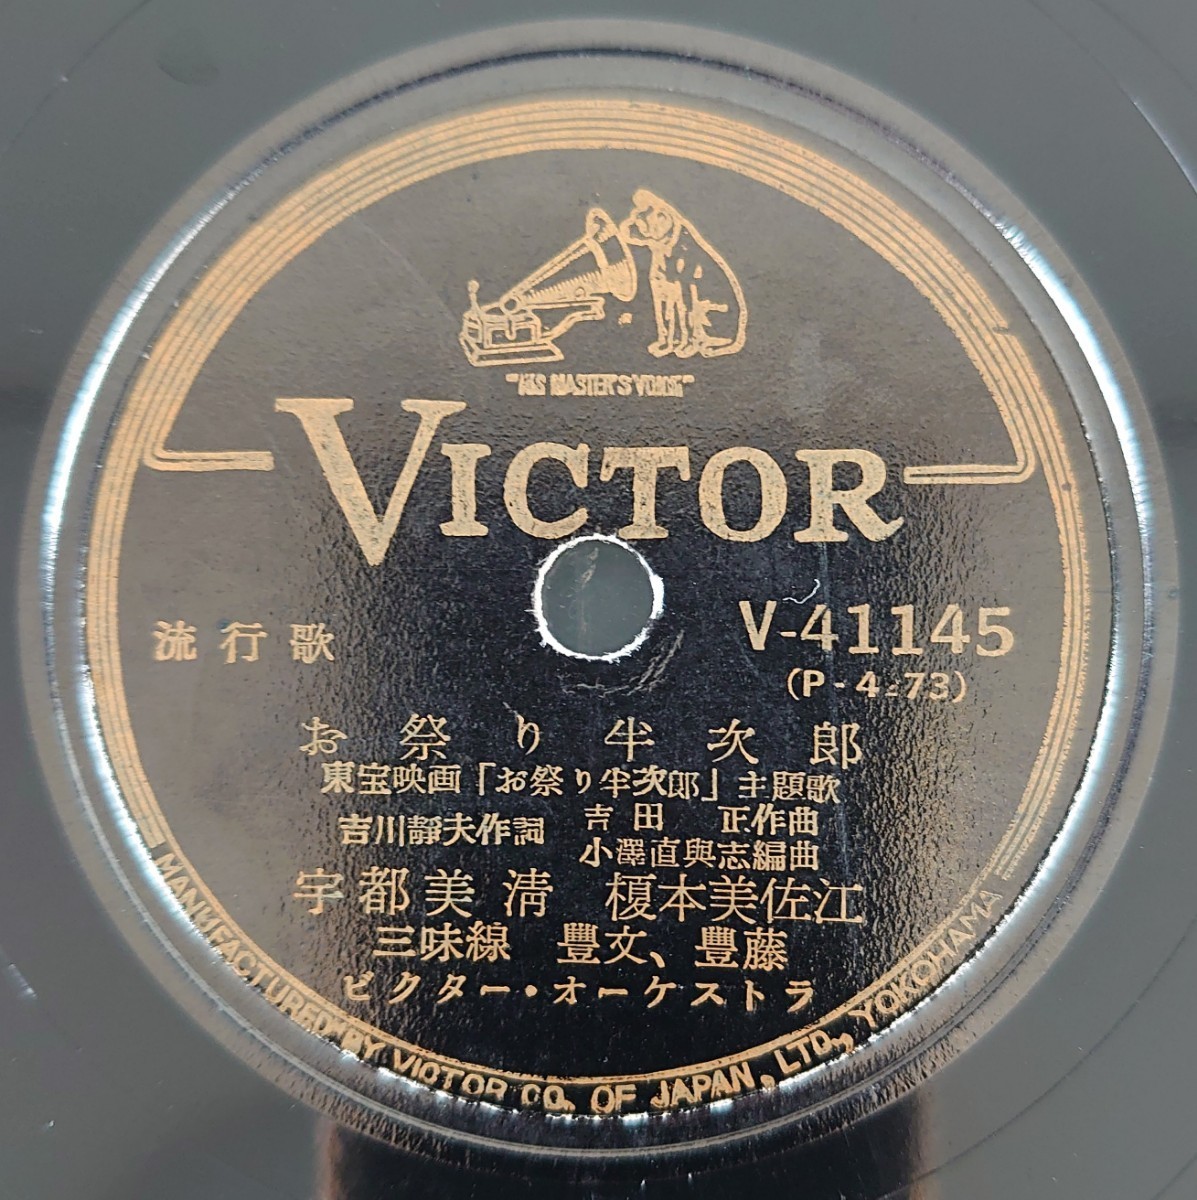 "HIS MASTER'S VOICE"
VICTOR
流行歌
V-41145
(P-4:73)
お祭り半次郎
東宝映画「お祭り半次郎」主題歌
吉川靜夫作詞
吉田 正作曲
小澤直與志編曲
宇都美淸 榎本美佐江
三味線 豐文、豐藤
ビクター・オーケストラ
MANUFACTURED BY VICTOR CO. OF JAPAN, LTD., YOKOHAMA